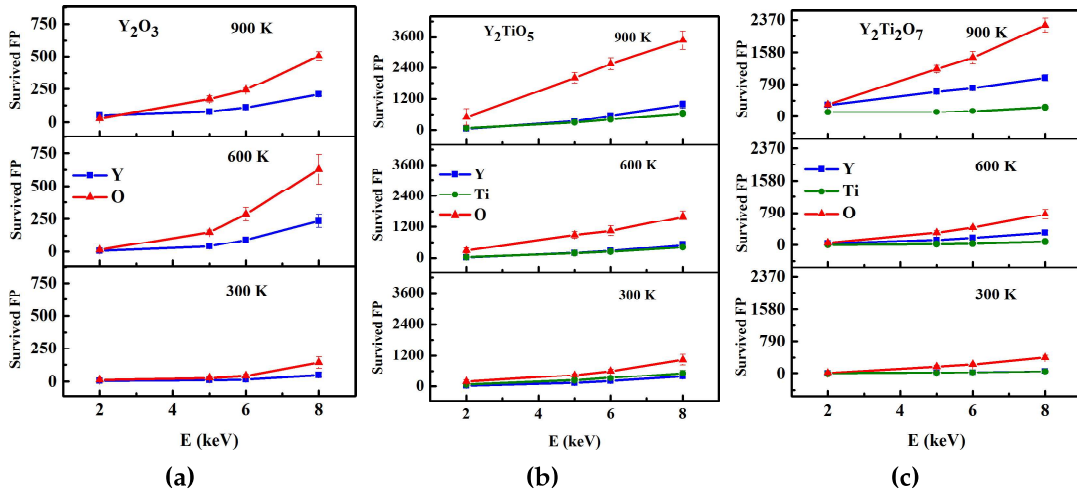 Y2O3 900 K
Survived FP
750
500
250
0
600 K
Y
O
Survived FP
750
500
250
0
300 K
Survived FP
750
500
250
0
2 4 6 8
E (keV)
(a)
Y2TiO5 900 K
Survived FP
3600
2400
1200
0
600 K
Y
Ti
O
Survived FP
3600
2400
1200
0
300 K
Survived FP
3600
2400
1200
0
2 4 6 8
E (keV)
(b)
Y2Ti2O7
900 K
Survived FP
2370
1580
790
0
600 K
Y
Ti
O
Survived FP
2370
1580
790
0
300 K
Survived FP
2370
1580
790
0
2 4 6 8
E (keV)
(c)